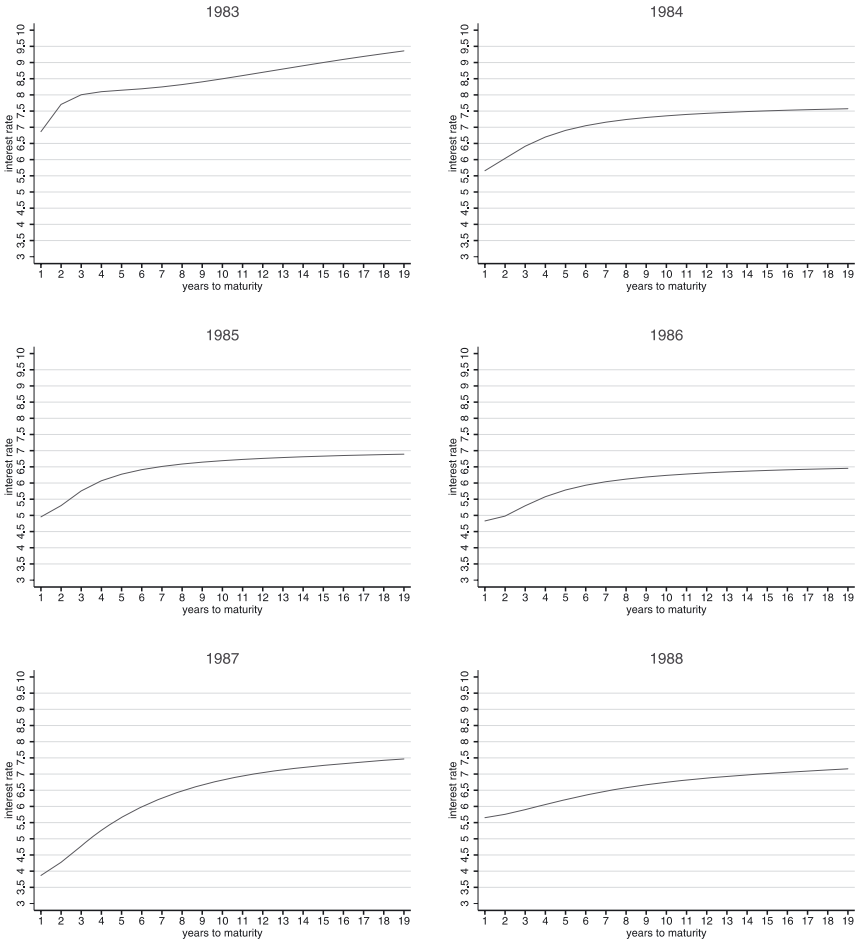 1983
interest rate
3 3.5 4 4.5 5 5.5 6 6.5 7 7.5 8 8.5 9 9.5 10
1 2 3 4 5 6 7 8 9 10 11 12 13 14 15 16 17 18 19
years to maturity
1984
interest rate
3 3.5 4 4.5 5 5.5 6 6.5 7 7.5 8 8.5 9 9.5 10
1 2 3 4 5 6 7 8 9 10 11 12 13 14 15 16 17 18 19
years to maturity
1985
interest rate
3 3.5 4 4.5 5 5.5 6 6.5 7 7.5 8 8.5 9 9.5 10
1 2 3 4 5 6 7 8 9 10 11 12 13 14 15 16 17 18 19
years to maturity
1986
interest rate
3 3.5 4 4.5 5 5.5 6 6.5 7 7.5 8 8.5 9 9.5 10
1 2 3 4 5 6 7 8 9 10 11 12 13 14 15 16 17 18 19
years to maturity
1987
interest rate
3 3.5 4 4.5 5 5.5 6 6.5 7 7.5 8 8.5 9 9.5 10
1 2 3 4 5 6 7 8 9 10 11 12 13 14 15 16 17 18 19
years to maturity
1988
interest rate
3 3.5 4 4.5 5 5.5 6 6.5 7 7.5 8 8.5 9 9.5 10
1 2 3 4 5 6 7 8 9 10 11 12 13 14 15 16 17 18 19
years to maturity